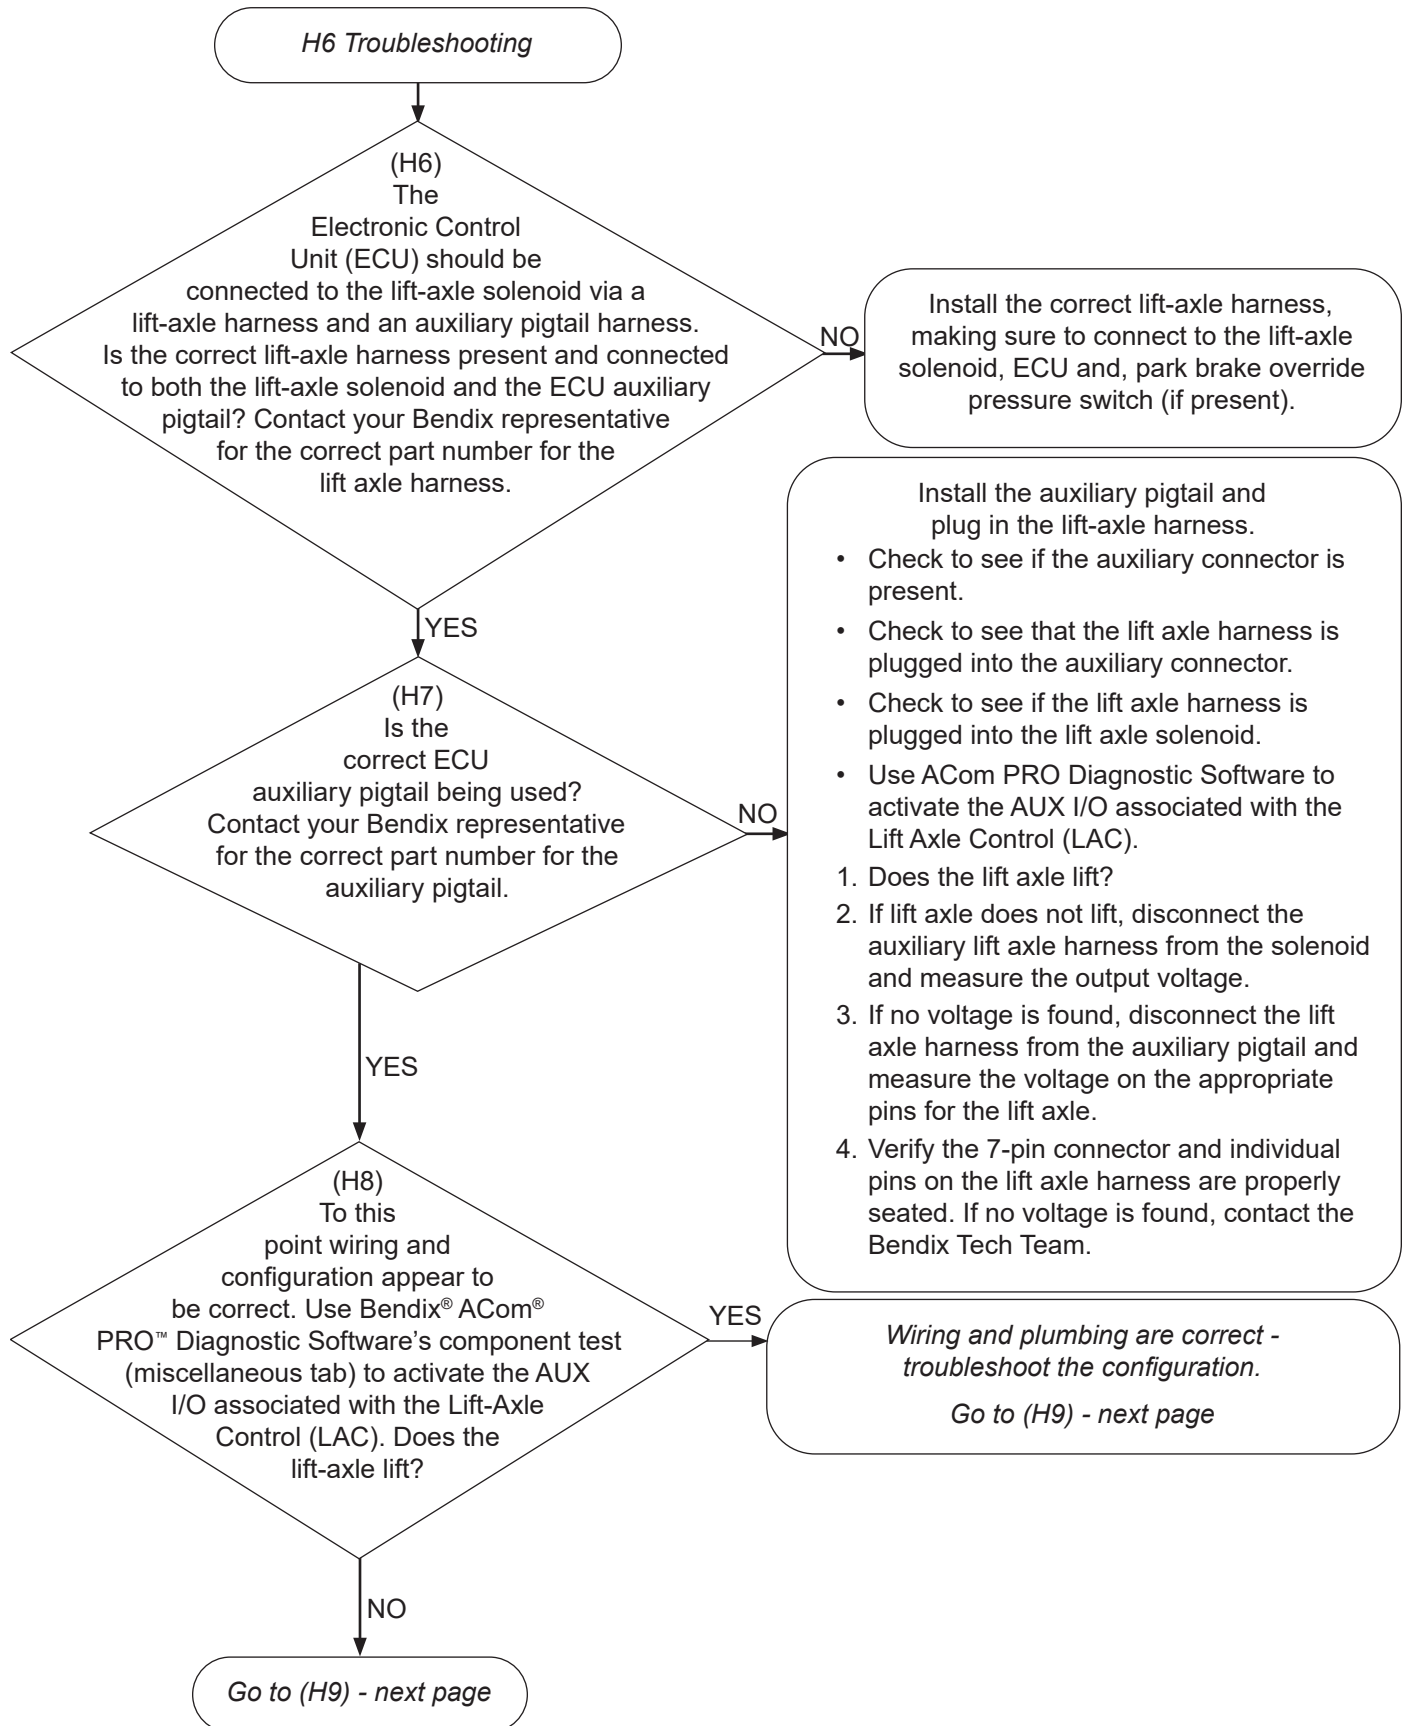 H6 Troubleshooting
(H6)
The
Electronic Control
Unit (ECU) should be
connected to the lift-axle solenoid via a
lift-axle harness and an auxiliary pigtail harness.
Is the correct lift-axle harness present and connected
to both the lift-axle solenoid and the ECU auxiliary
pigtail? Contact your Bendix representative
for the correct part number for the
lift axle harness.
NO
Install the correct lift-axle harness,
making sure to connect to the lift-axle
solenoid, ECU and, park brake override
pressure switch (if present).
YES
(H7)
Is the
correct ECU
auxiliary pigtail being used?
Contact your Bendix representative
for the correct part number for the
auxiliary pigtail.
NO
Install the auxiliary pigtail and
plug in the lift-axle harness.
• Check to see if the auxiliary connector is
present.
• Check to see that the lift axle harness is
plugged into the auxiliary connector.
• Check to see if the lift axle harness is
plugged into the lift axle solenoid.
• Use ACom PRO Diagnostic Software to
activate the AUX I/O associated with the
Lift Axle Control (LAC).
1. Does the lift axle lift?
2. If lift axle does not lift, disconnect the
auxiliary lift axle harness from the solenoid
and measure the output voltage.
3. If no voltage is found, disconnect the lift
axle harness from the auxiliary pigtail and
measure the voltage on the appropriate
pins for the lift axle.
4. Verify the 7-pin connector and individual
pins on the lift axle harness are properly
seated. If no voltage is found, contact the
Bendix Tech Team.
YES
(H8)
To this
point wiring and
configuration appear to
be correct. Use Bendix® ACom®
PRO™ Diagnostic Software’s component test
(miscellaneous tab) to activate the AUX
I/O associated with the Lift-Axle
Control (LAC). Does the
lift-axle lift?
YES
Wiring and plumbing are correct -
troubleshoot the configuration.
Go to (H9) - next page
NO
Go to (H9) - next page